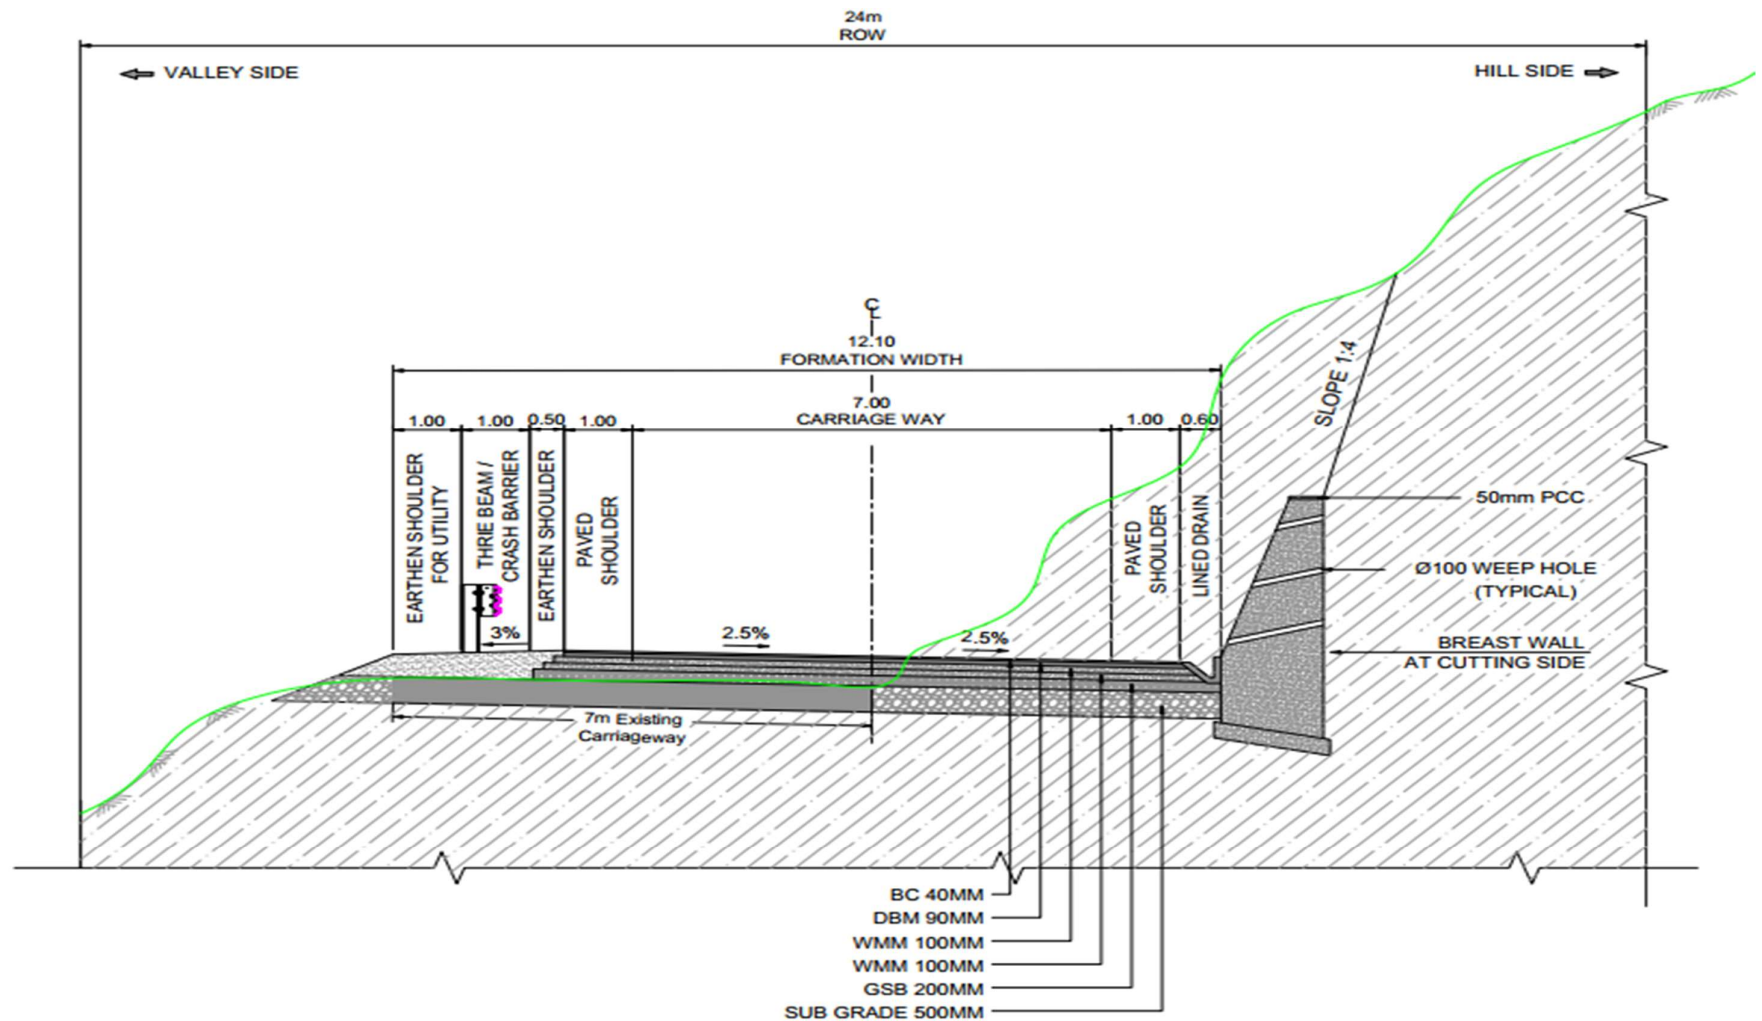 24m
ROW
VALLEY SIDE
HILL SIDE
CL
12.10
FORMATION WIDTH
7.00
CARRIAGE WAY
1.00
1.00
0.50
1.00
1.00
0.60
EARTHEN SHOULDER
FOR UTILITY
THRIE BEAM /
CRASH BARRIER
EARTHEN SHOULDER
PAVED
SHOULDER
PAVED
SHOULDER
LINED DRAIN
SLOPE 1:4
50mm PCC
Ø100 WEEP HOLE
(TYPICAL)
BREAST WALL
AT CUTTING SIDE
3%
2.5%
2.5%
7m Existing
Carriageway
BC 40MM
DBM 90MM
WMM 100MM
WMM 100MM
GSB 200MM
SUB GRADE 500MM